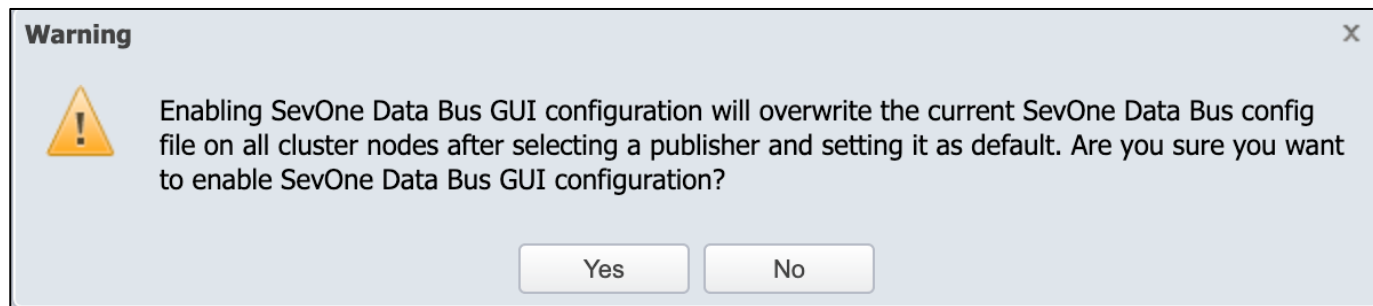 Warning
Enabling SevOne Data Bus GUI configuration will overwrite the current SevOne Data Bus config
file on all cluster nodes after selecting a publisher and setting it as default. Are you sure you want
to enable SevOne Data Bus GUI configuration?
Yes No